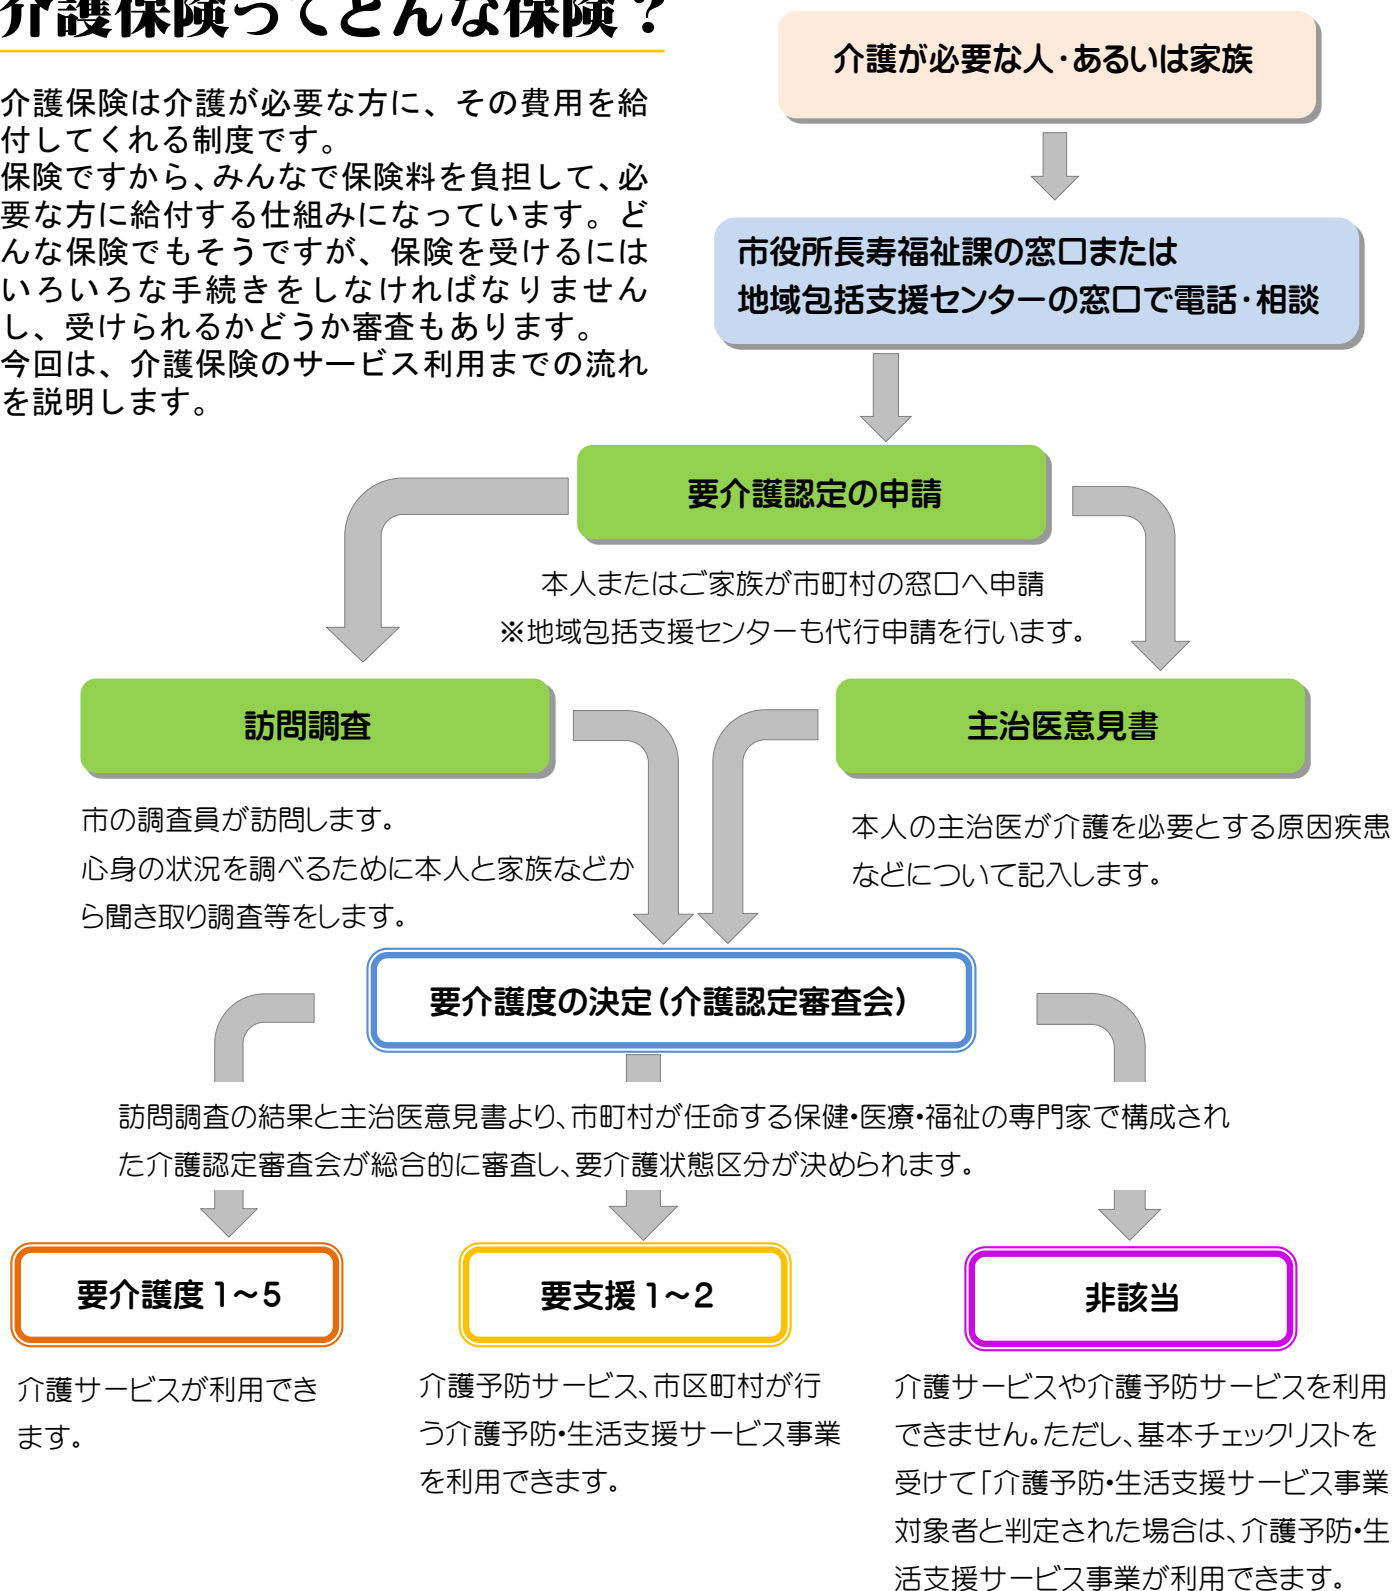 介護保険ってどんな保険？
介護保険は介護が必要な方に、その費用を給
付してくれる制度です。
保険ですから、みんなで保険料を負担して、必
要な方に給付する仕組みになっています。ど
んな保険でもそうですが、保険を受けるには
いろいろな手続きをしなければなりません
し、受けられるかどうか審査もあります。
今回は、介護保険のサービス利用までの流れ
を説明します。
介護が必要な人・あるいは家族
市役所長寿福祉課の窓口または
地域包括支援センターの窓口で電話・相談
要介護認定の申請
本人またはご家族が市町村の窓口へ申請
※地域包括支援センターも代行申請を行います。
訪問調査
市の調査員が訪問します。
心身の状況を調べるために本人と家族などか
ら聞き取り調査等をします。
主治医意見書
本人の主治医が介護を必要とする原因疾患
などについて記入します。
要介護度の決定（介護認定審査会）
訪問調査の結果と主治医意見書より、市町村が任命する保健・医療・福祉の専門家で構成され
た介護認定審査会が総合的に審査し、要介護状態区分が決められます。
要介護度１～５
介護サービスが利用でき
ます。
要支援１～２
介護予防サービス、市区町村が行
う介護予防・生活支援サービス事業
を利用できます。
非該当
介護サービスや介護予防サービスを利用
できません。ただし、基本チェックリストを
受けて「介護予防・生活支援サービス事業
対象者と判定された場合は、介護予防・生
活支援サービス事業が利用できます。